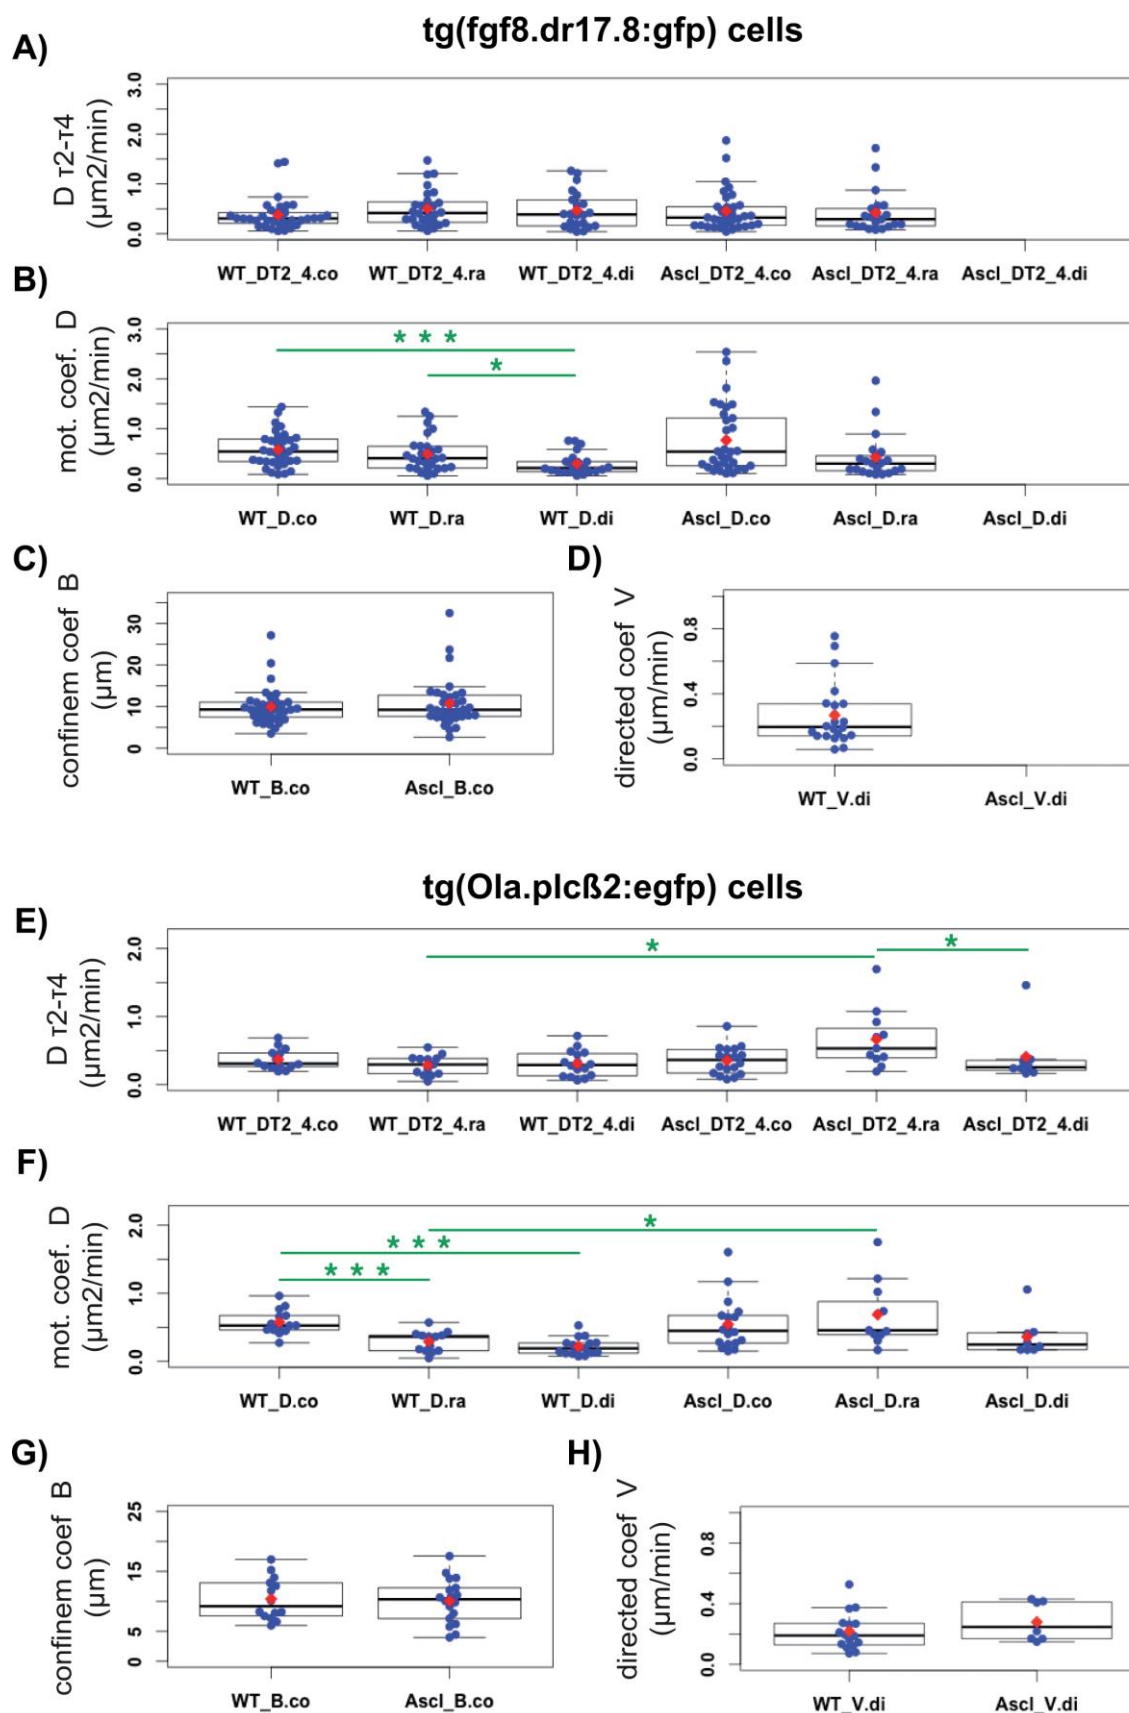 tg(fgf8.dr17.8:gfp) cells
A)
D τ2-τ4
(µm2/min)
3.0
2.0
1.0
0.0
WT_DT2_4.co WT_DT2_4.ra WT_DT2_4.di Ascl_DT2_4.co Ascl_DT2_4.ra Ascl_DT2_4.di
B)
mot. coef. D
(µm2/min)
3.0
2.0
1.0
0.0
* * *
*
WT_D.co WT_D.ra WT_D.di Ascl_D.co Ascl_D.ra Ascl_D.di
C)
confinem coef B
(µm)
30
20
10
0
WT_B.co Ascl_B.co
D)
directed coef V
(µm/min)
0.8
0.4
0.0
WT_V.di Ascl_V.di
tg(Ola.plcß2:egfp) cells
E)
D τ2-τ4
(µm2/min)
2.0
1.0
0.0
*
*
WT_DT2_4.co WT_DT2_4.ra WT_DT2_4.di Ascl_DT2_4.co Ascl_DT2_4.ra Ascl_DT2_4.di
F)
mot. coef. D
(µm2/min)
2.0
1.0
0.0
*
* * *
* * *
WT_D.co WT_D.ra WT_D.di Ascl_D.co Ascl_D.ra Ascl_D.di
G)
confinem coef B
(µm)
25
15
5
0
WT_B.co Ascl_B.co
H)
directed coef V
(µm/min)
0.8
0.4
0.0
WT_V.di Ascl_V.di